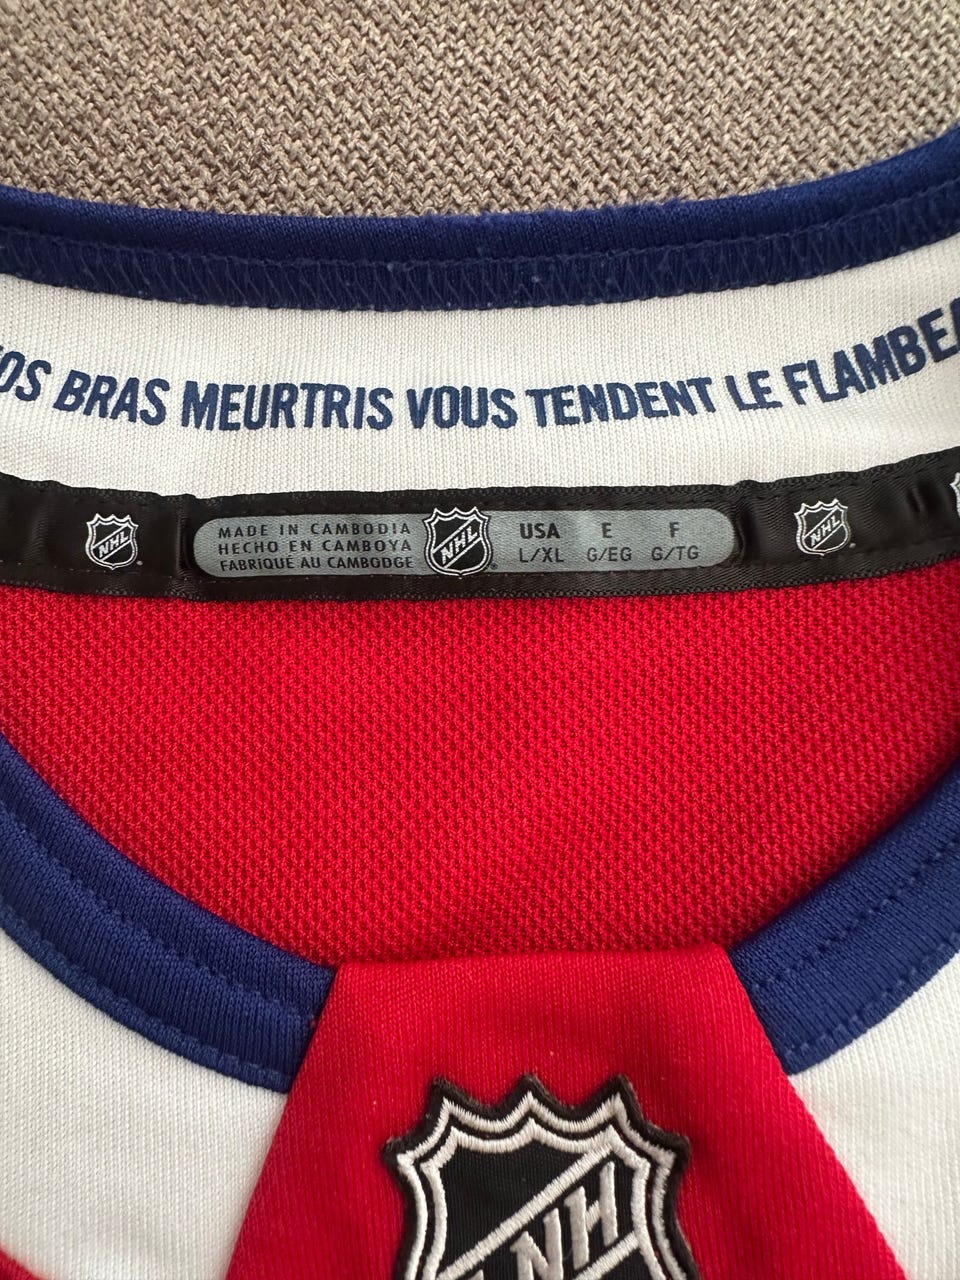 OS BRAS MEURTRIS VOUS TENDENT LE FLAMBEA
NHL
MADE IN CAMBODIA
HECHO EN CAMBOYA
FABRIQUÉ AU CAMBODGE
NHL
USA E F
L/XL G/EG G/TG
NHL
NH